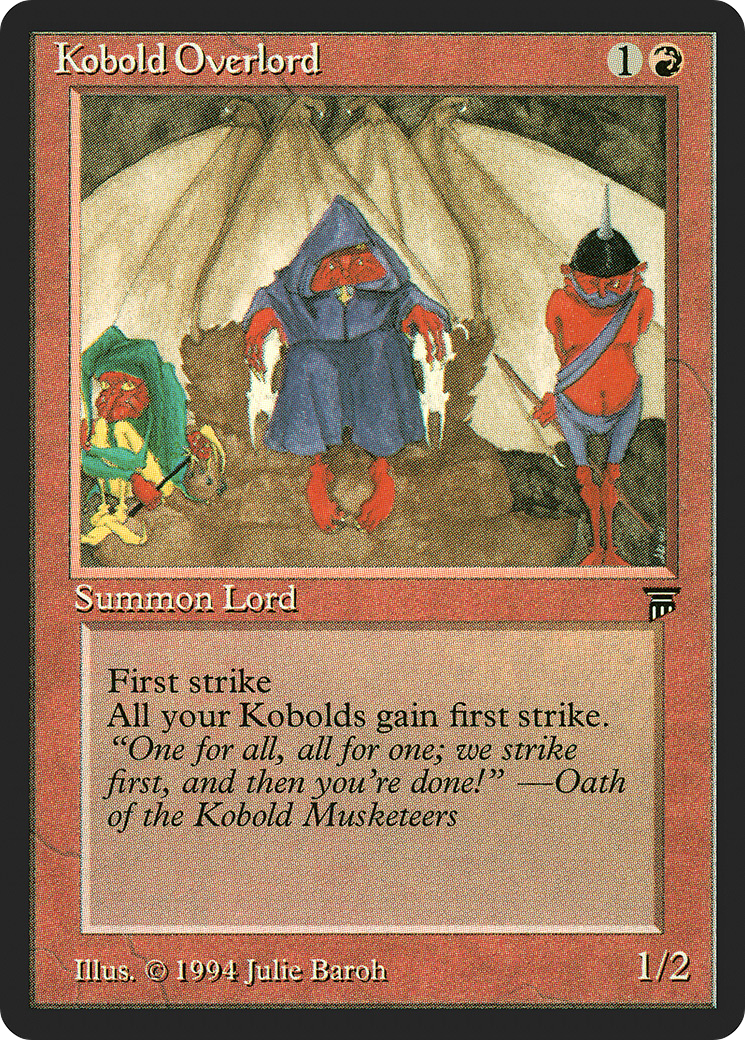 Kobold Overlord 1
Summon Lord
First strike
All your Kobolds gain first strike.
“One for all, all for one; we strike
first, and then you’re done!” —Oath
of the Kobold Musketeers
Illus. © 1994 Julie Baroh
1/2